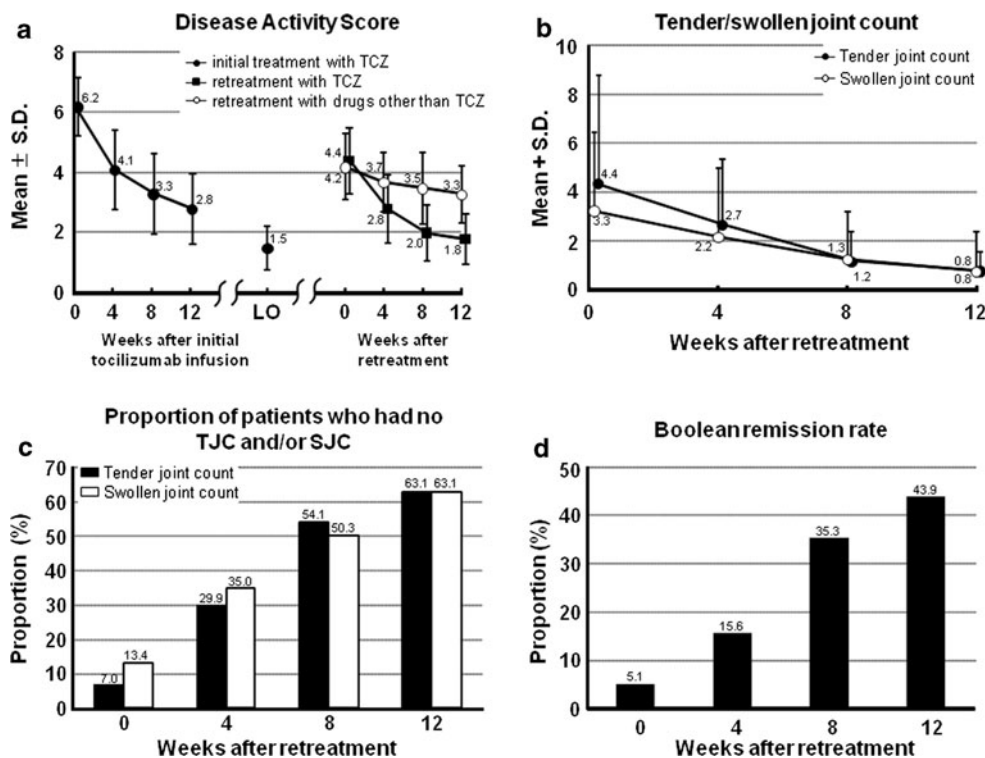 a
Disease Activity Score
initial treatment with TCZ
retreatment with TCZ
retreatment with drugs other than TCZ
Mean ± S.D.
8
6
4
2
0
6.2
4.1
3.3
2.8
1.5
4.4
4.2
3.7
3.5
3.3
2.8
2.0
1.8
0 4 8 12 LO 0 4 8 12
Weeks after initial
tocilizumab infusion
Weeks after
retreatment
b
Tender/swollen joint count
Tender joint count
Swollen joint count
Mean + S.D.
10
8
6
4
2
0
4.4
3.3
2.7
2.2
1.3
1.2
0.8
0.8
0 4 8 12
Weeks after retreatment
c
Proportion of patients who had no
TJC and/or SJC
Tender joint count
Swollen joint count
Proportion (%)
70
60
50
40
30
20
10
0
7.0
13.4
29.9
35.0
54.1
50.3
63.1
63.1
0 4 8 12
Weeks after retreatment
d
Boolean remission rate
Proportion (%)
50
40
30
20
10
0
5.1
15.6
35.3
43.9
0 4 8 12
Weeks after retreatment